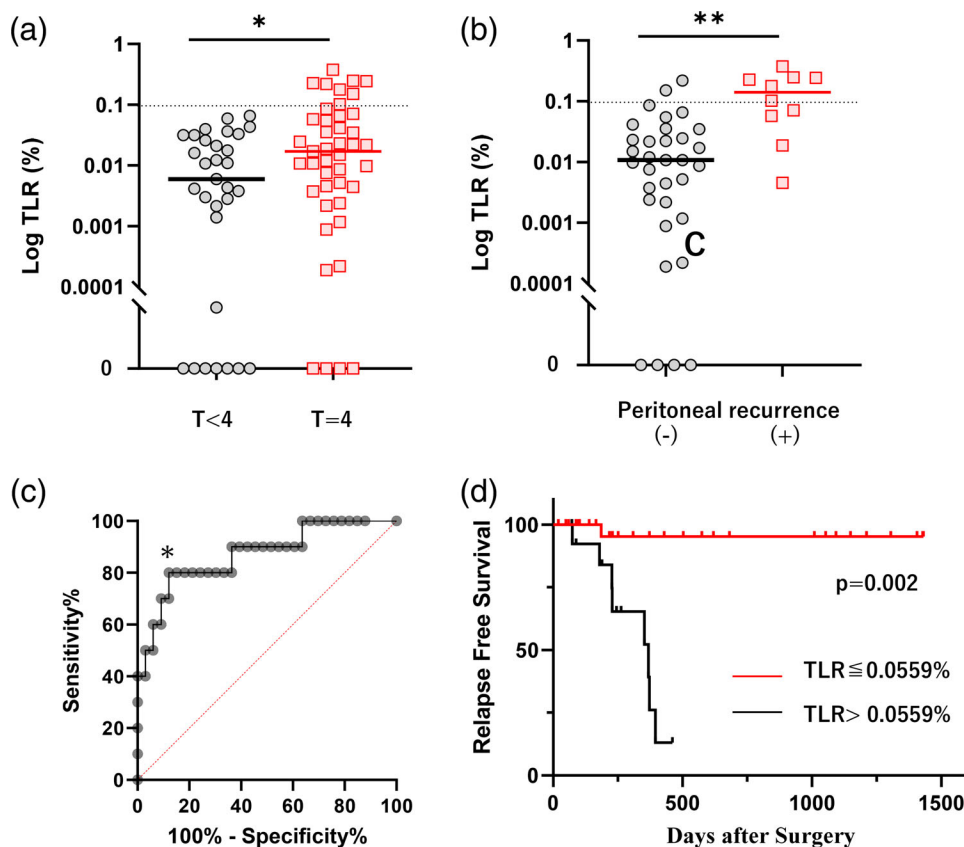 (a)
*
Log TLR (%)
1
0.1
0.01
0.001
0.0001
0
T<4
T=4
(b)
**
Log TLR (%)
1
0.1
0.01
0.001
0.0001
0
C
Peritoneal recurrence
(-)
(+)
(c)
*
Sensitivity%
100
80
60
40
20
0
0
20
40
60
80
100
100% - Specificity%
(d)
Relapse Free Survival
100
50
0
p=0.002
TLR≦0.0559%
TLR> 0.0559%
0
500
1000
1500
Days after Surgery